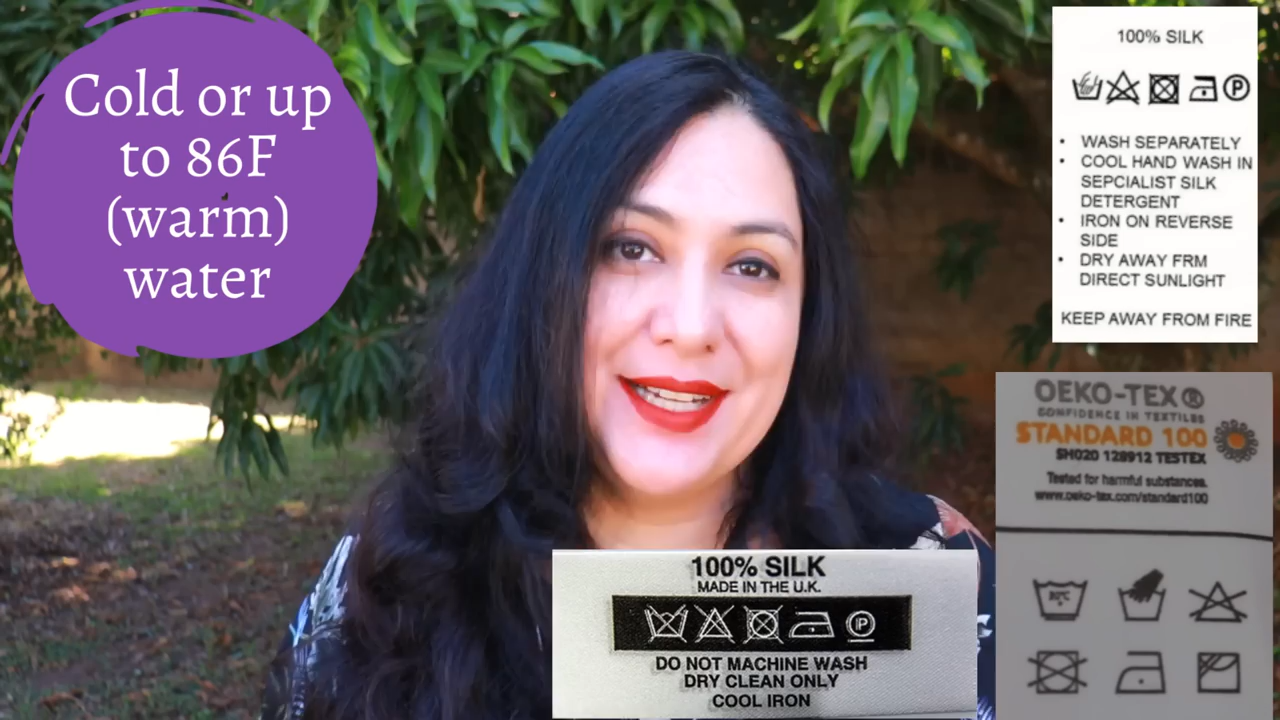 Cold or up
to 86F
(warm)
water
100% SILK
P
WASH SEPARATELY
COOL HAND WASH IN
SEPCIALIST SILK
DETERGENT
IRON ON REVERSE
SIDE
DRY AWAY FRM
DIRECT SUNLIGHT
KEEP AWAY FROM FIRE
OEKO-TEX®
CONFIDENCE IN TEXTILES
STANDARD 100
SH020 128912 TESTEX
Tested for harmful substances.
www.oeko-tex.com/standard100
100% SILK
MADE IN THE U.K.
DO NOT MACHINE WASH
DRY CLEAN ONLY
COOL IRON